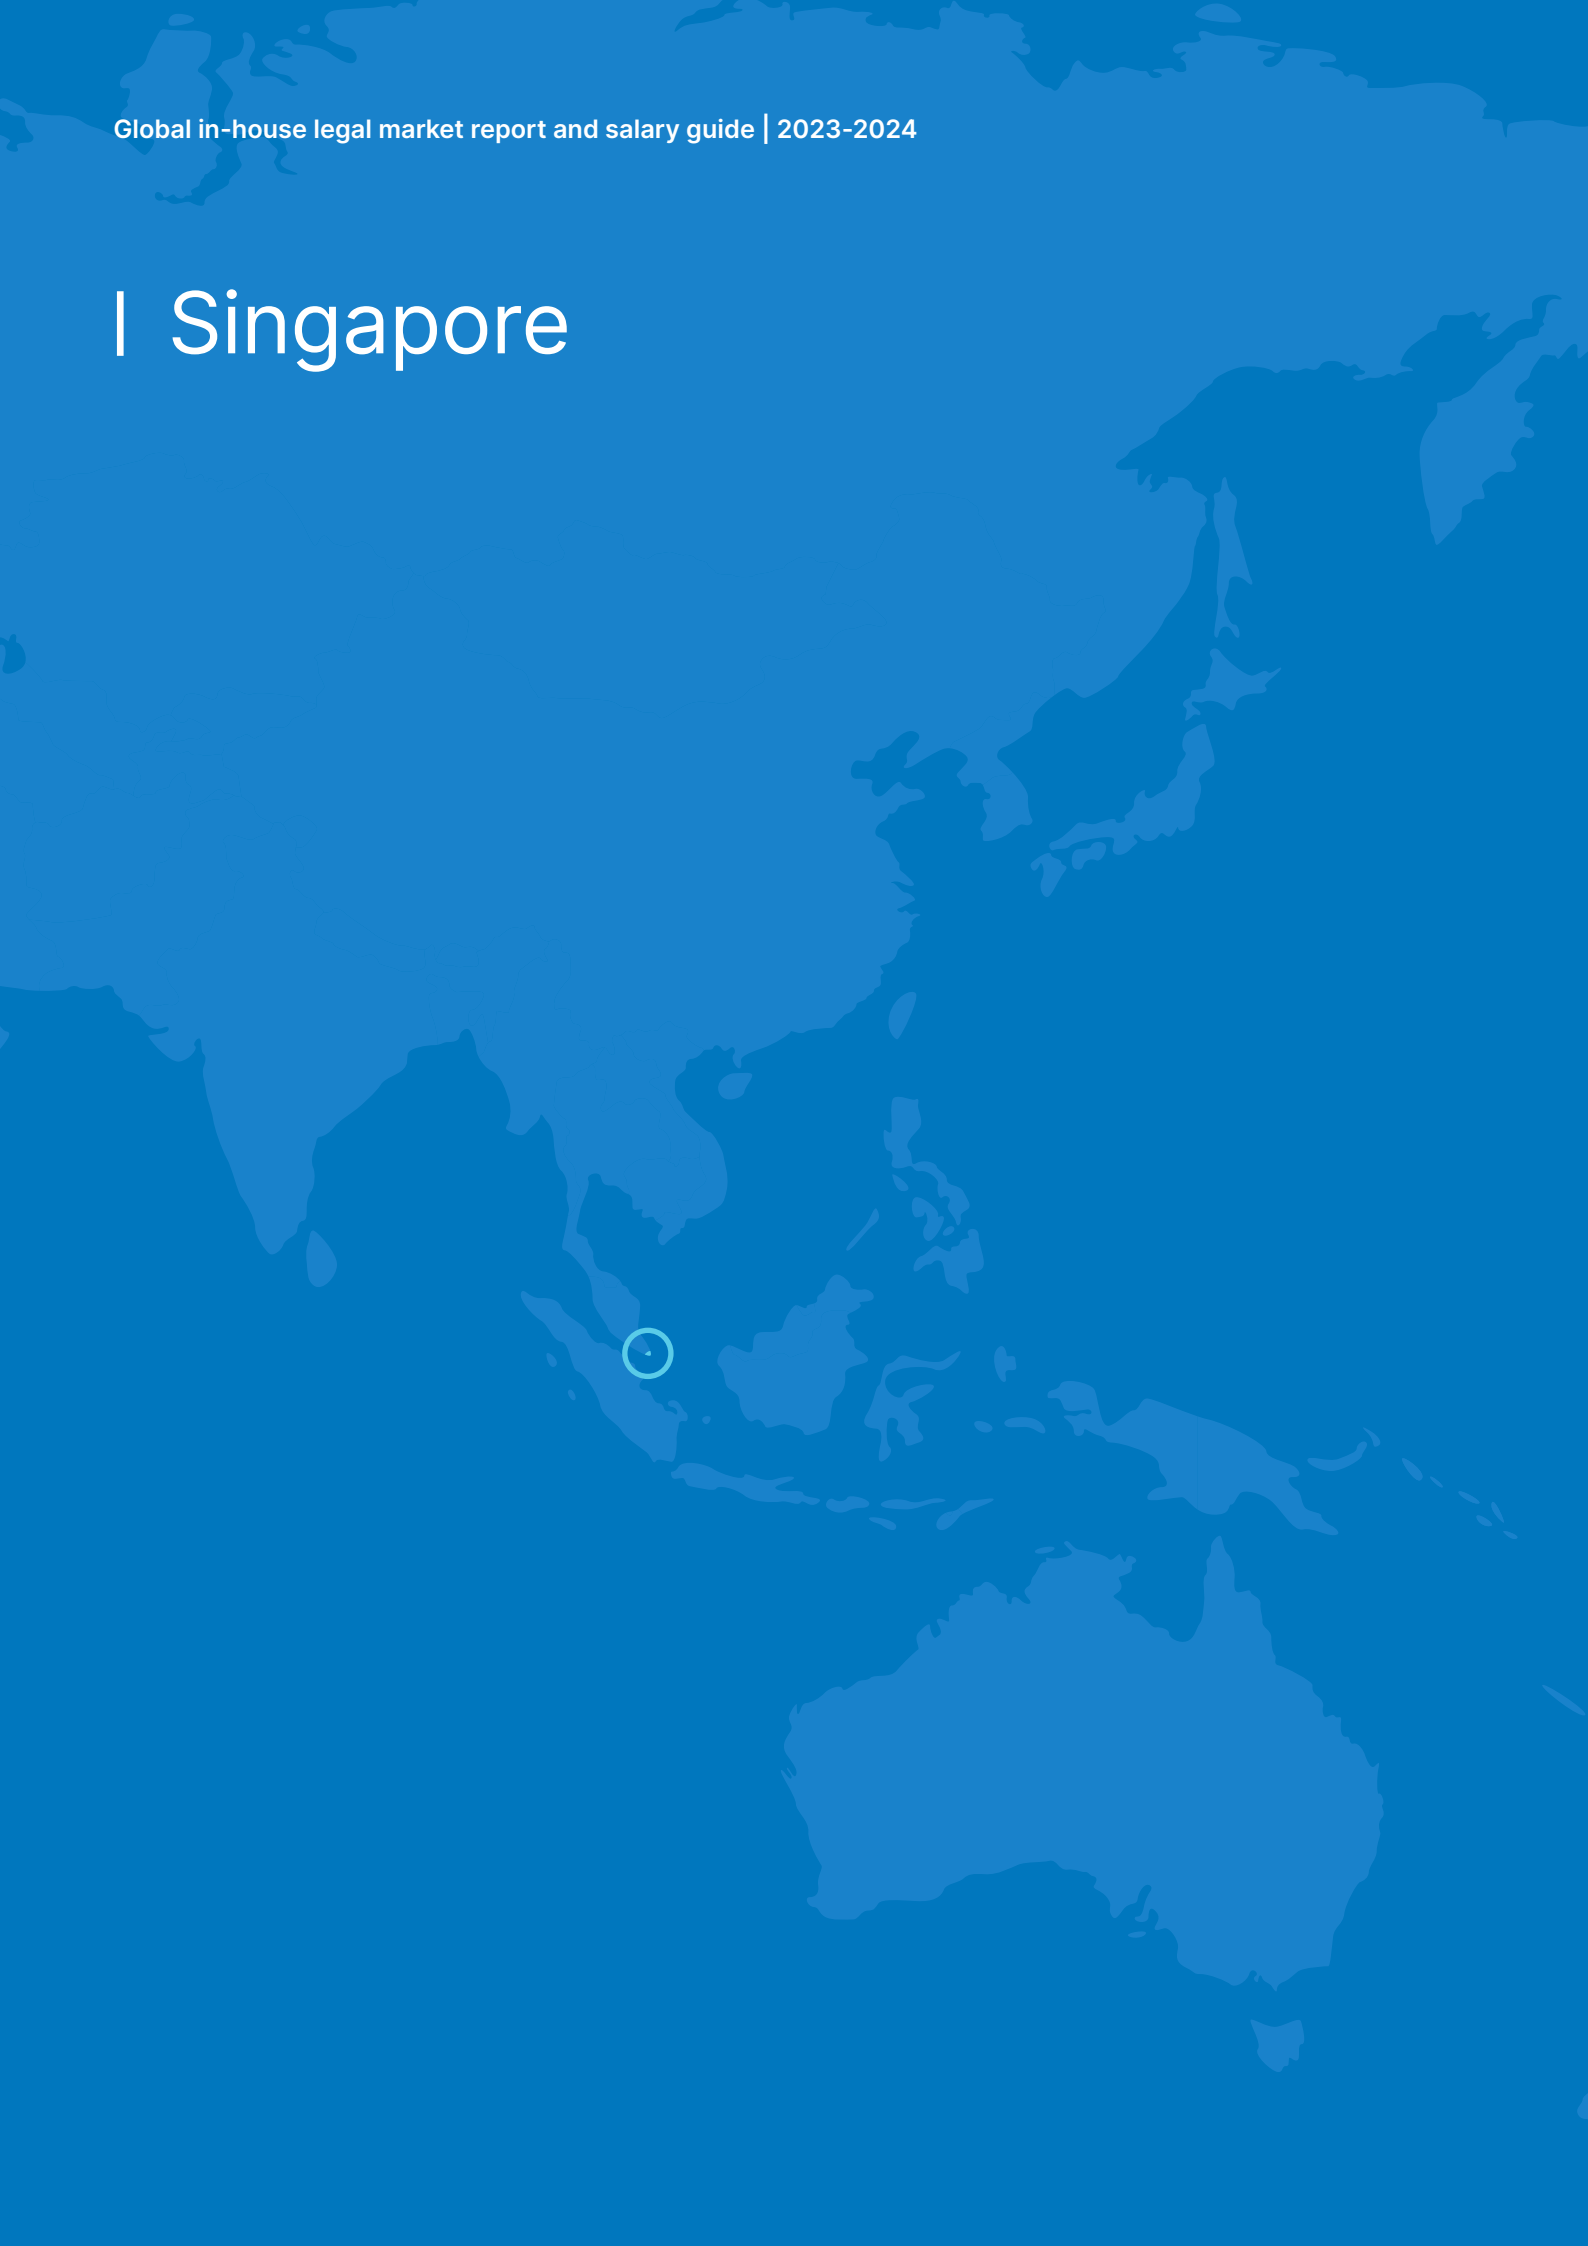 Global in-house legal market report and salary guide | 2023-2024
| Singapore